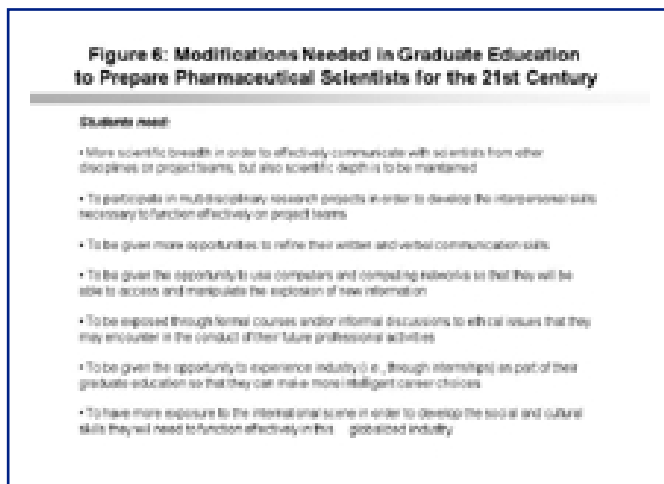 Figure 6: Modifications Needed in Graduate Education
to Prepare Pharmaceutical Scientists for the 21st Century
Students need:
• More scientific breadth in order to effectively communicate with scientists from other
disciplines on project teams, but also scientific depth is to be maintained
• To participate in multidisciplinary research projects in order to develop the interpersonal skills
necessary to function effectively on project teams
• To be given more opportunities to refine their written and verbal communication skills
• To be given the opportunity to use computers and computing networks so that they will be
able to access and manipulate the explosion of new information
• To be exposed through formal courses and/or informal discussions to ethical issues that they
may encounter in the conduct of their future professional activities
• To be given the opportunity to experience industry (i.e., through internships) as part of their
graduate education so that they can make more intelligent career choices
• To have more exposure to the international scene in order to develop the social and cultural
skills they will need to function effectively in this globalized industry